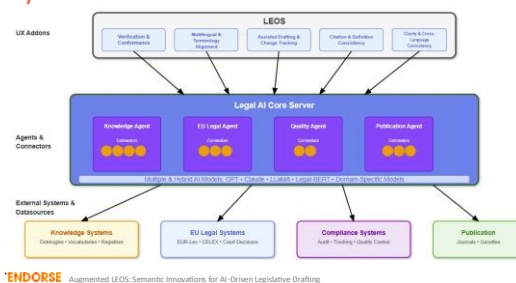 LEOS
UX Addons
Verification & Conformance
Multilingual & Terminology Alignment
Assisted Drafting & Change Tracking
Citation & Definition Consistency
Clarity & Cross-Language Consistency
Legal AI Core Server
Agents & Connectors
Knowledge Agent
Connectors
EU Legal Agent
Connectors
Quality Agent
Connectors
Publication Agent
Connectors
Multiple & Hybrid AI Models: GPT • Claude • LLaMA • Legal-BERT • Domain-Specific Models
External Systems & Datasources
Knowledge Systems
Ontologies • Vocabularies • Registries
EU Legal Systems
EUR-Lex • CELEX • Court Decisions
Compliance Systems
Audit • Tracking • Quality Control
Publication
Journals • Gazettes
ENDORSE Augmented LEOS: Semantic Innovations for AI-Driven Legislative Drafting